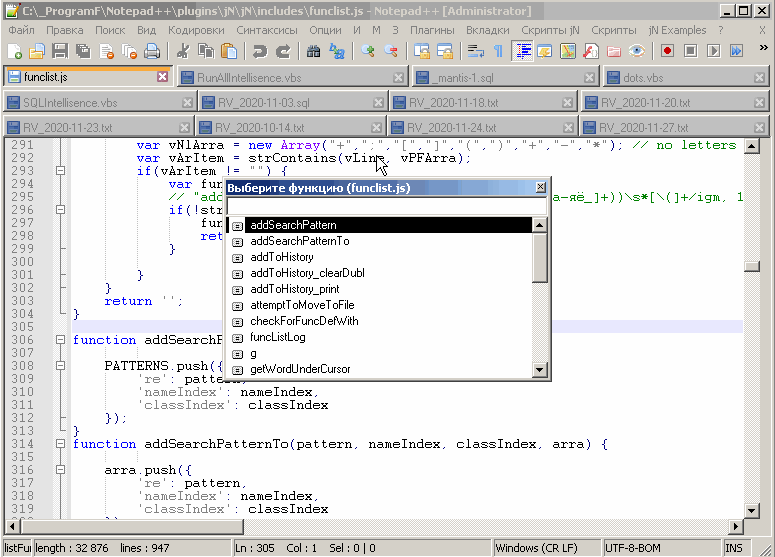 C:\_ProgramF\Notepad++\plugins\jN\jN\includes\funclist.js - Notepad++ [Administrator]
Файл Правка Поиск Вид Кодировки Синтаксисы Опции И М З Плагины Вкладки Скрипты jN Скрипты jN Examples ? X
funclist.js RunAllIntellisence.vbs _mantis-1.sql dots.vbs
SQLIntellisence.vbs RV_2020-11-03.sql RV_2020-11-18.txt RV_2020-11-20.txt
RV_2020-11-23.txt RV_2020-10-14.txt RV_2020-11-24.txt RV_2020-11-27.txt
291 var vNlArra = new Array("+",".","[","]","(",")","+","-","*"); // no letters
292 var vArItem = strContains(vLine, vPFArra);
293 if(vArItem != "") {
294 var fun
295 // "add а-яё_]+))\s*[\(]+/igm, 1
296 if(!str
297 fun
298 ret
299 }
300
301 }
302 }
303 return '';
304 }
305
306 function addSearchP
307
308 PATTERNS.push({
309 're': pattern,
310 'nameIndex': nameIndex,
311 'classIndex': classIndex
312 });
313 }
314 function addSearchPatternTo(pattern, nameIndex, classIndex, arra) {
315
316 arra.push({
317 're': pattern,
318 'nameIndex': nameIndex,
319 'classIndex': classIndex
Выберите функцию (funclist.js)
addSearchPattern
addSearchPatternTo
addToHistory
addToHistory_clearDubl
addToHistory_print
attemptToMoveToFile
checkForFuncDefWith
funcListLog
g
getWordUnderCursor
listFu length : 32 876 lines : 947 Ln : 305 Col : 1 Sel : 0 | 0 Windows (CR LF) UTF-8-BOM INS